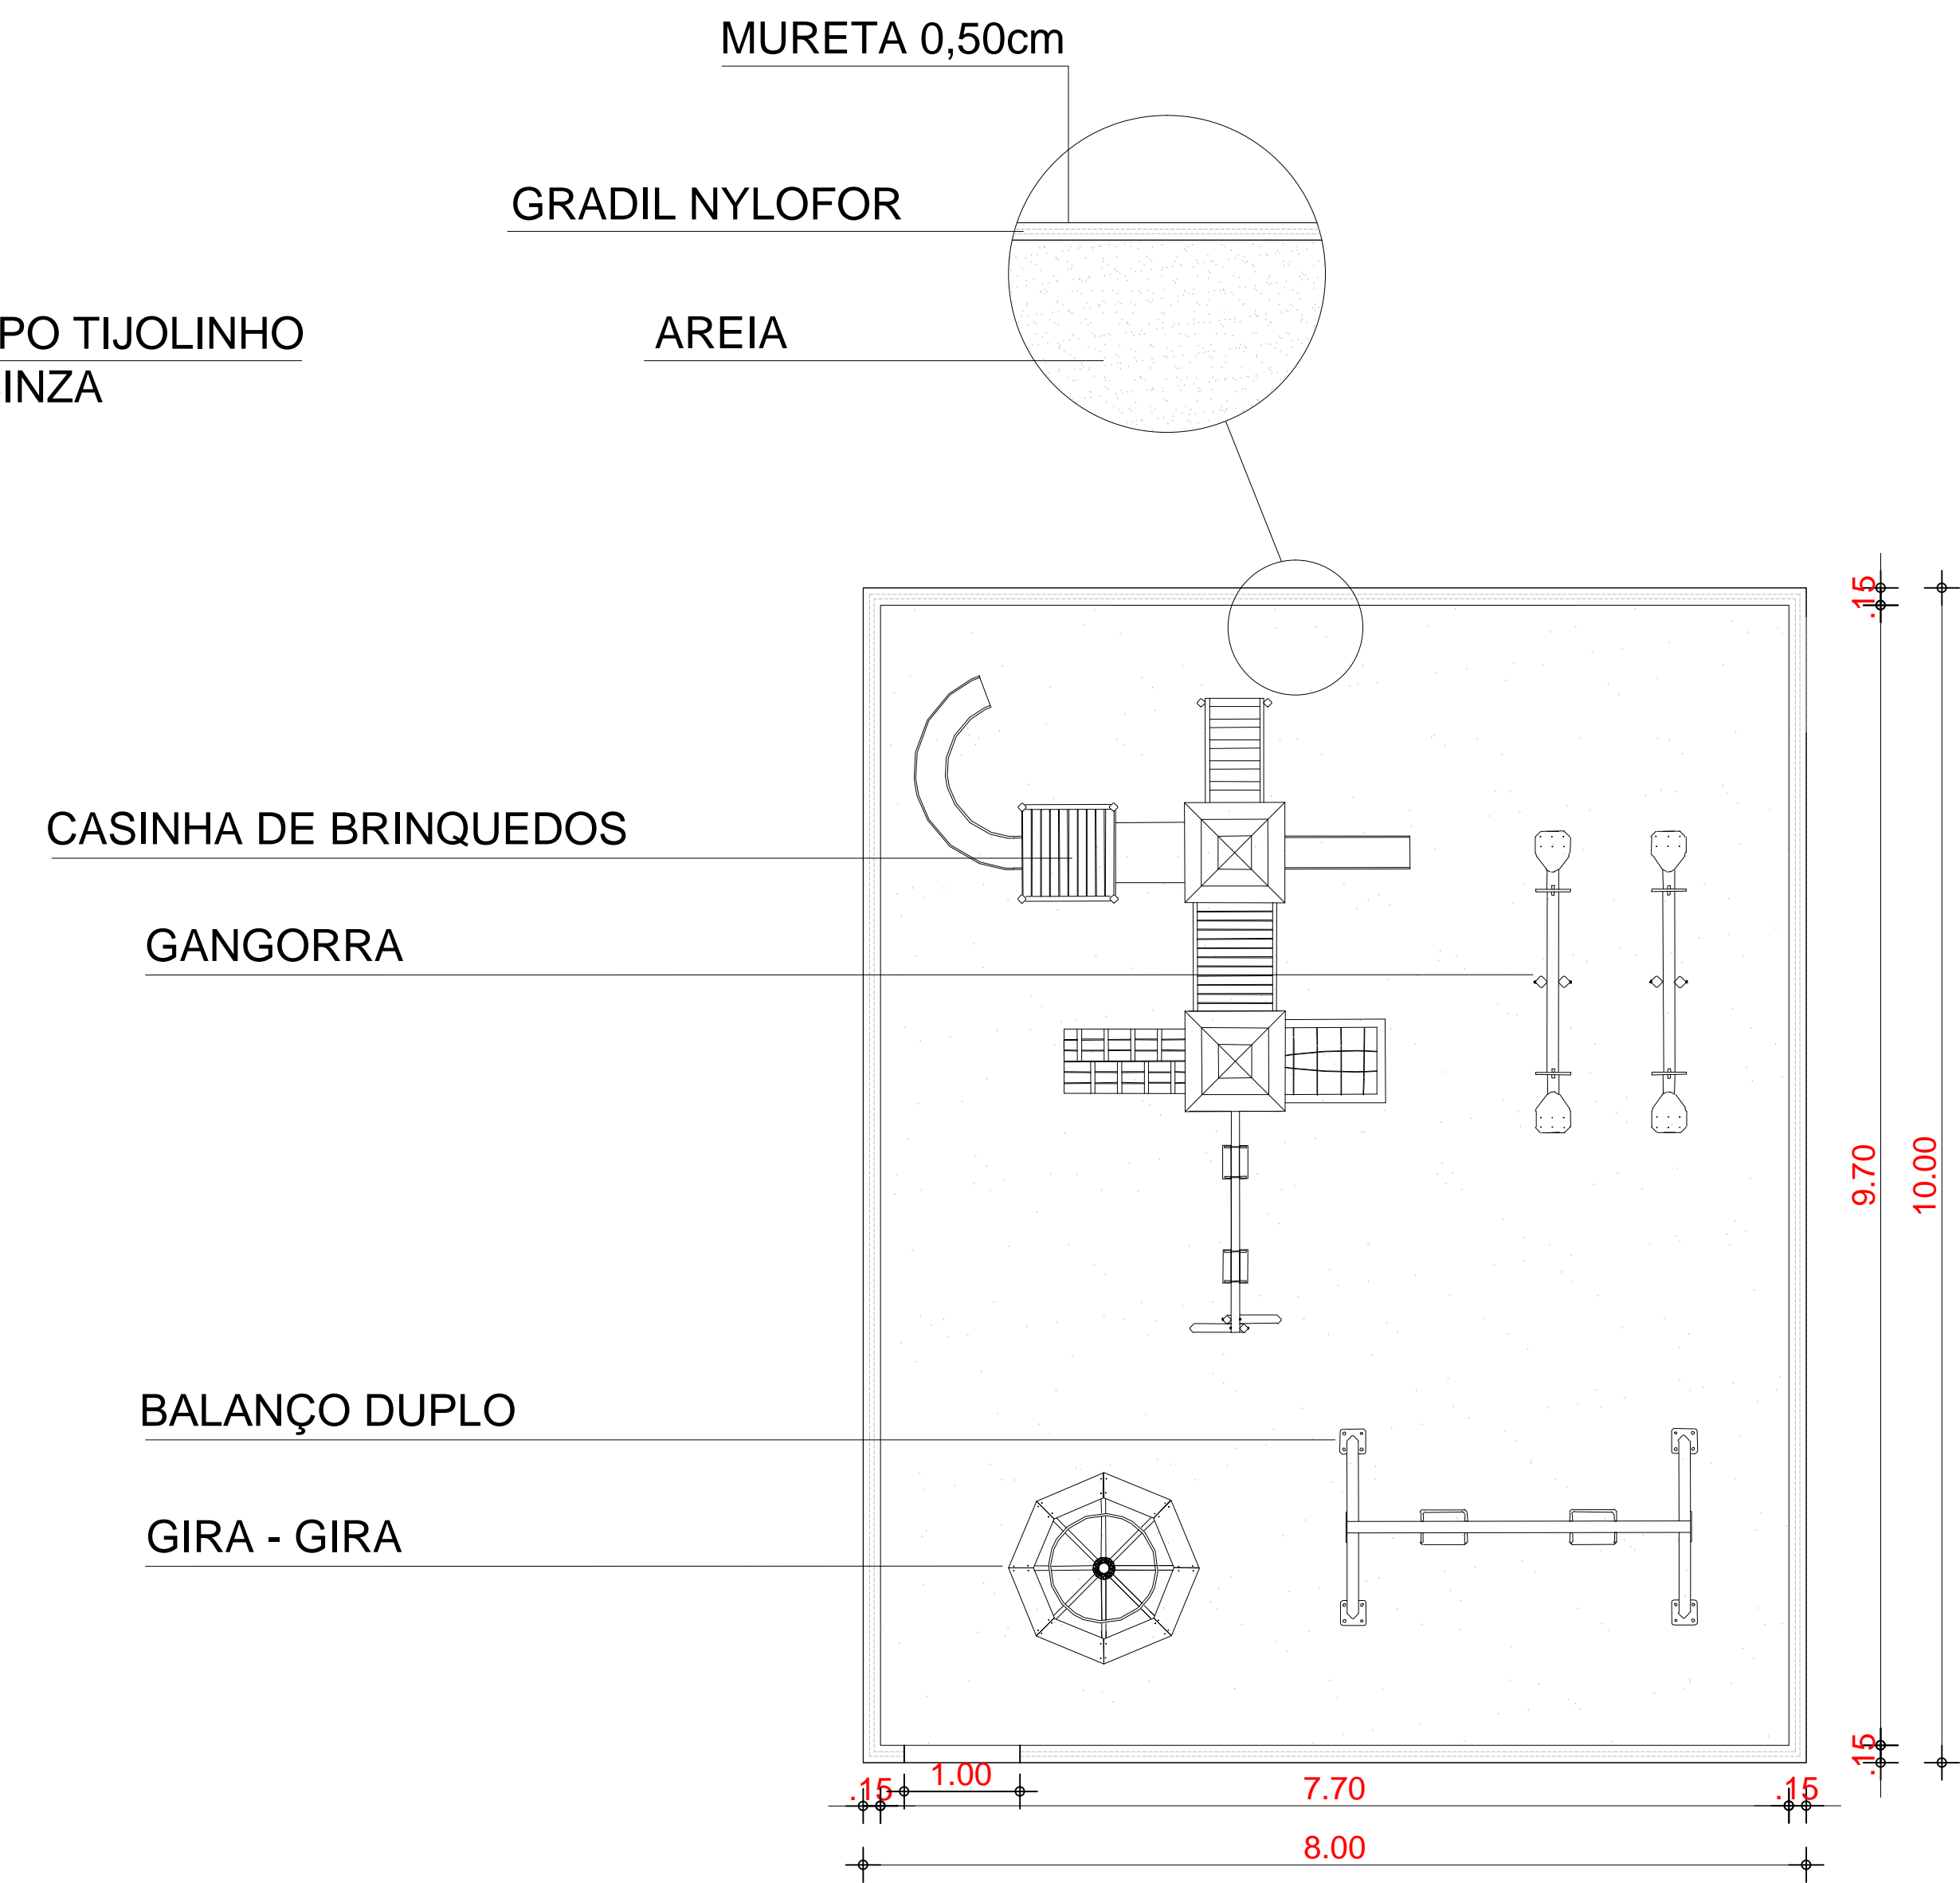 MURETA 0,50cm
GRADIL NYLOFOR
PO TIJOLINHO
INZA
AREIA
.15
CASINHA DE BRINQUEDOS
GANGORRA
9.70
10.00
BALANÇO DUPLO
GIRA - GIRA
.15
.15
1.00
7.70
.15
8.00